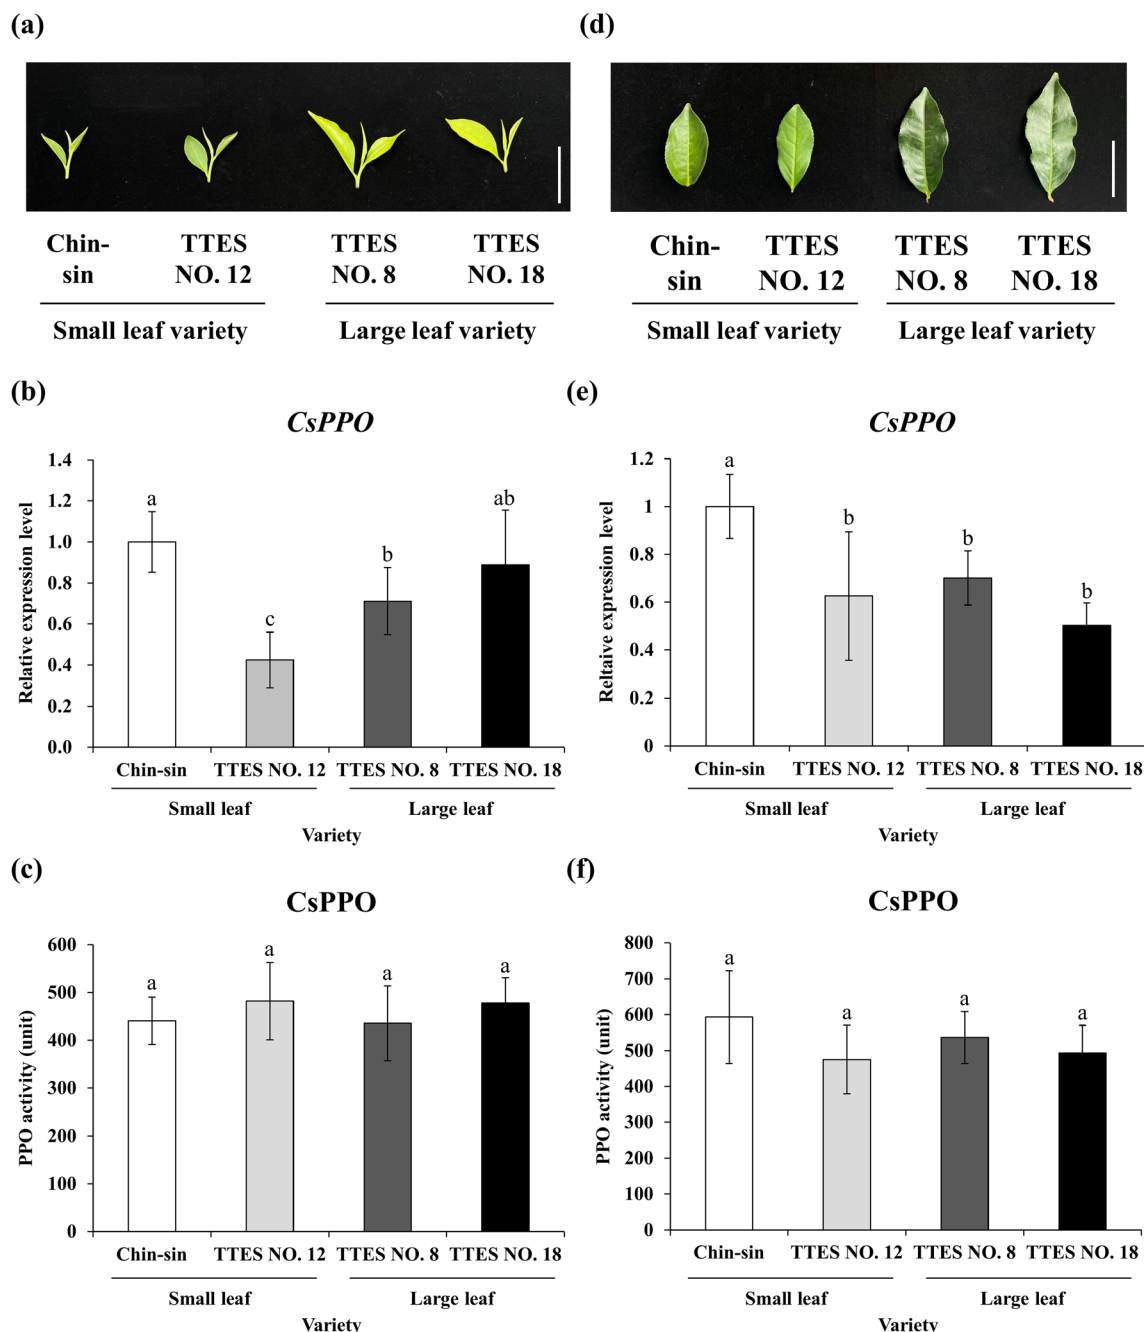 (a)
Chin-
sin
TTES
NO. 12
TTES
NO. 8
TTES
NO. 18
Small leaf variety
Large leaf variety
(d)
Chin-
sin
TTES
NO. 12
TTES
NO. 8
TTES
NO. 18
Small leaf variety
Large leaf variety
(b)
CsPPO
Relative expression level
1.4
1.2
1.0
0.8
0.6
0.4
0.2
0.0
a
c
b
ab
Chin-sin
TTES NO. 12
TTES NO. 8
TTES NO. 18
Small leaf
Large leaf
Variety
(e)
CsPPO
Reltaive expression level
1.2
1
0.8
0.6
0.4
0.2
0
a
b
b
b
Chin-sin
TTES NO. 12
TTES NO. 8
TTES NO. 18
Small leaf
Large leaf
Variety
(c)
CsPPO
PPO activity (unit)
600
500
400
300
200
100
0
a
a
a
a
Chin-sin
TTES NO. 12
TTES NO. 8
TTES NO. 18
Small leaf
Large leaf
Variety
(f)
CsPPO
PPO activity (unit)
800
700
600
500
400
300
200
100
0
a
a
a
a
Chin-sin
TTES NO. 12
TTES NO. 8
TTES NO. 18
Small leaf
Large leaf
Variety